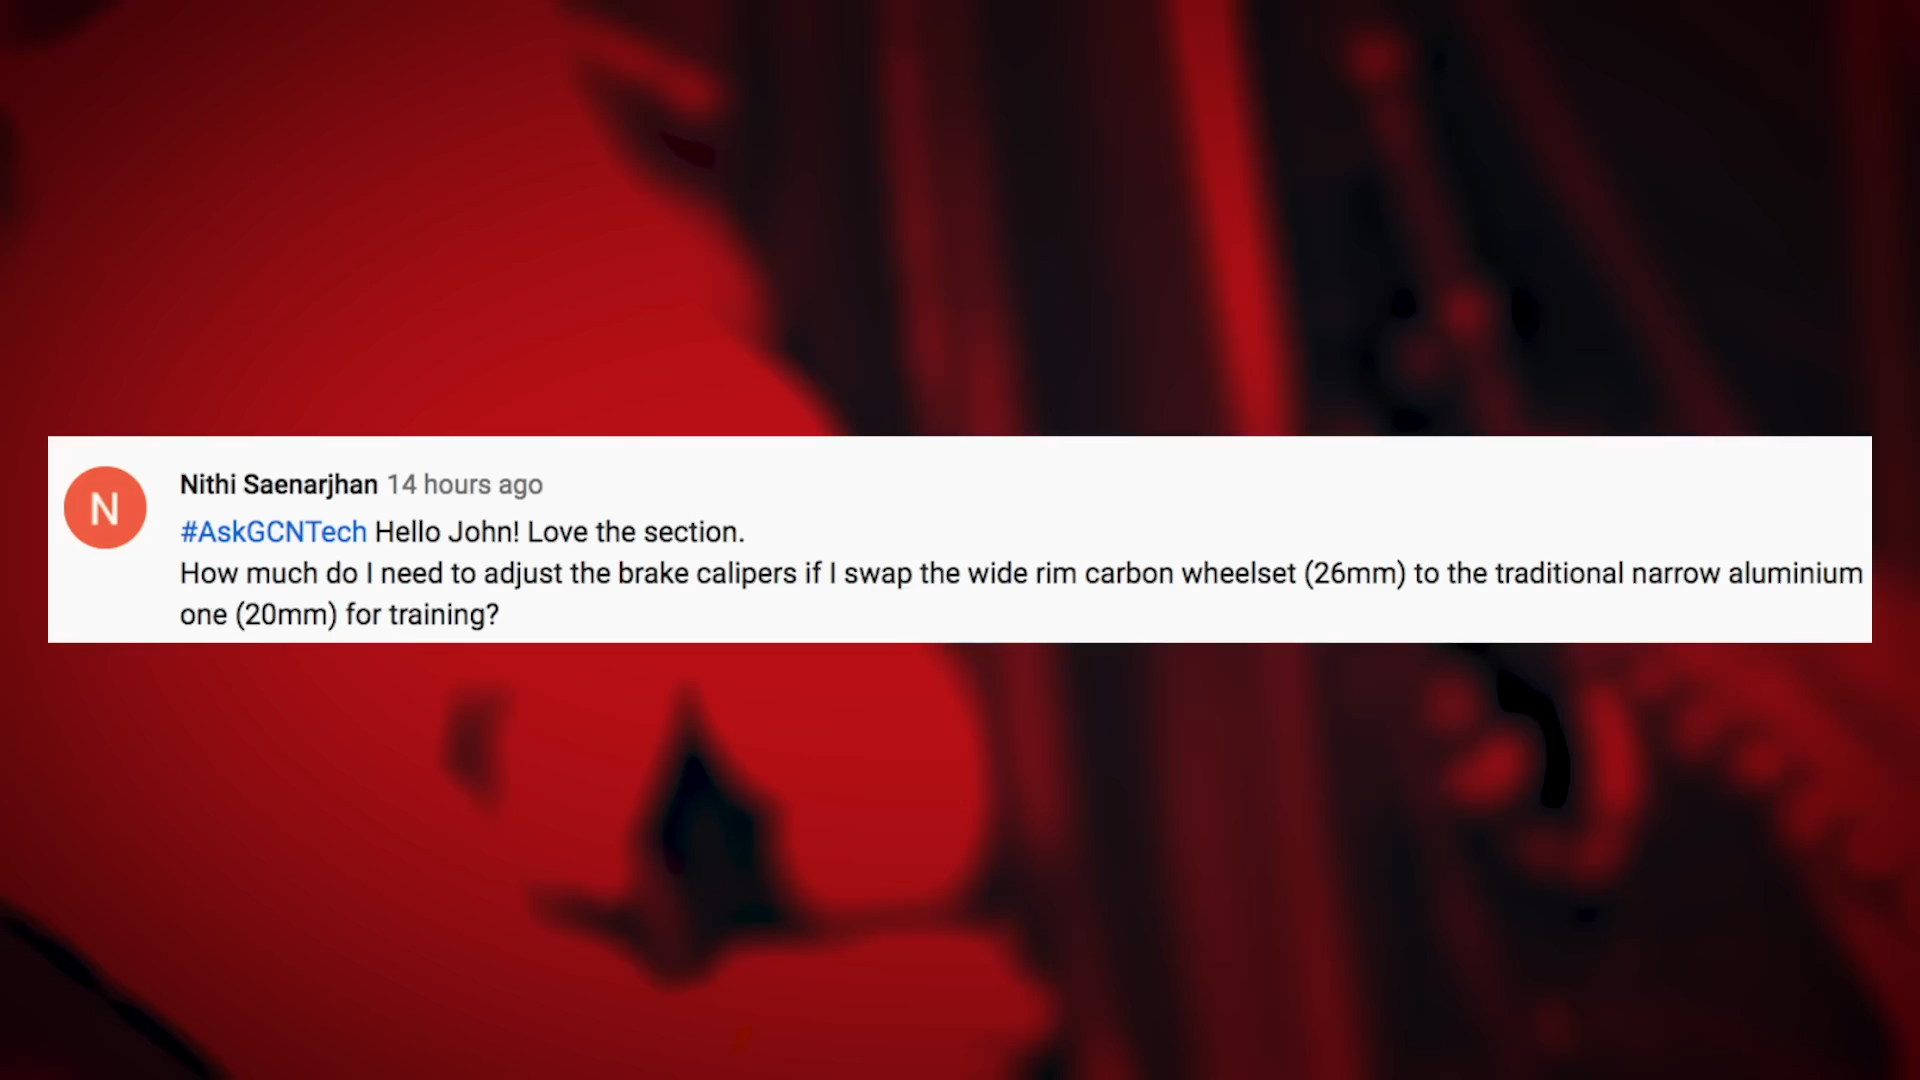 N
Nithi Saenarjhan 14 hours ago
#AskGCNTech Hello John! Love the section.
How much do I need to adjust the brake calipers if I swap the wide rim carbon wheelset (26mm) to the traditional narrow aluminium
one (20mm) for training?